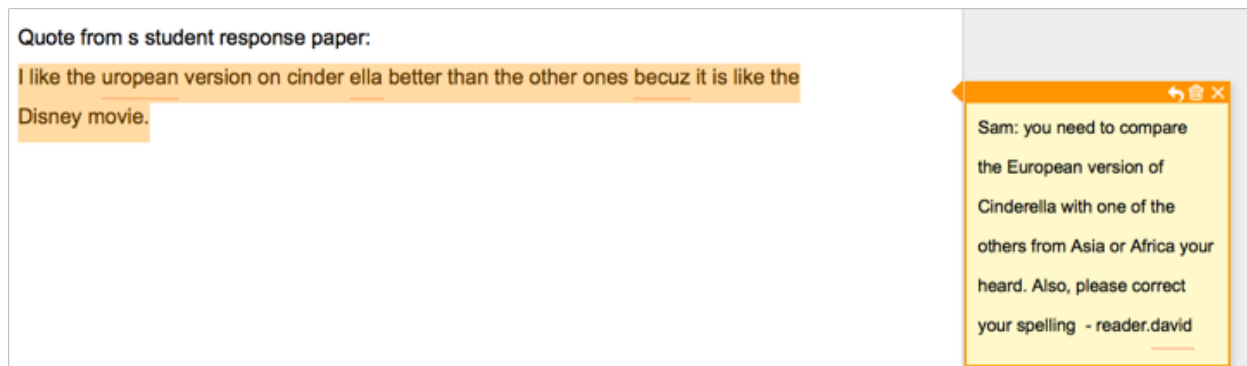 Quote from s student response paper:
I like the uropean version on cinder ella better than the other ones becuz it is like the
Disney movie.
Sam: you need to compare
the European version of
Cinderella with one of the
others from Asia or Africa your
heard. Also, please correct
your spelling  - reader.david